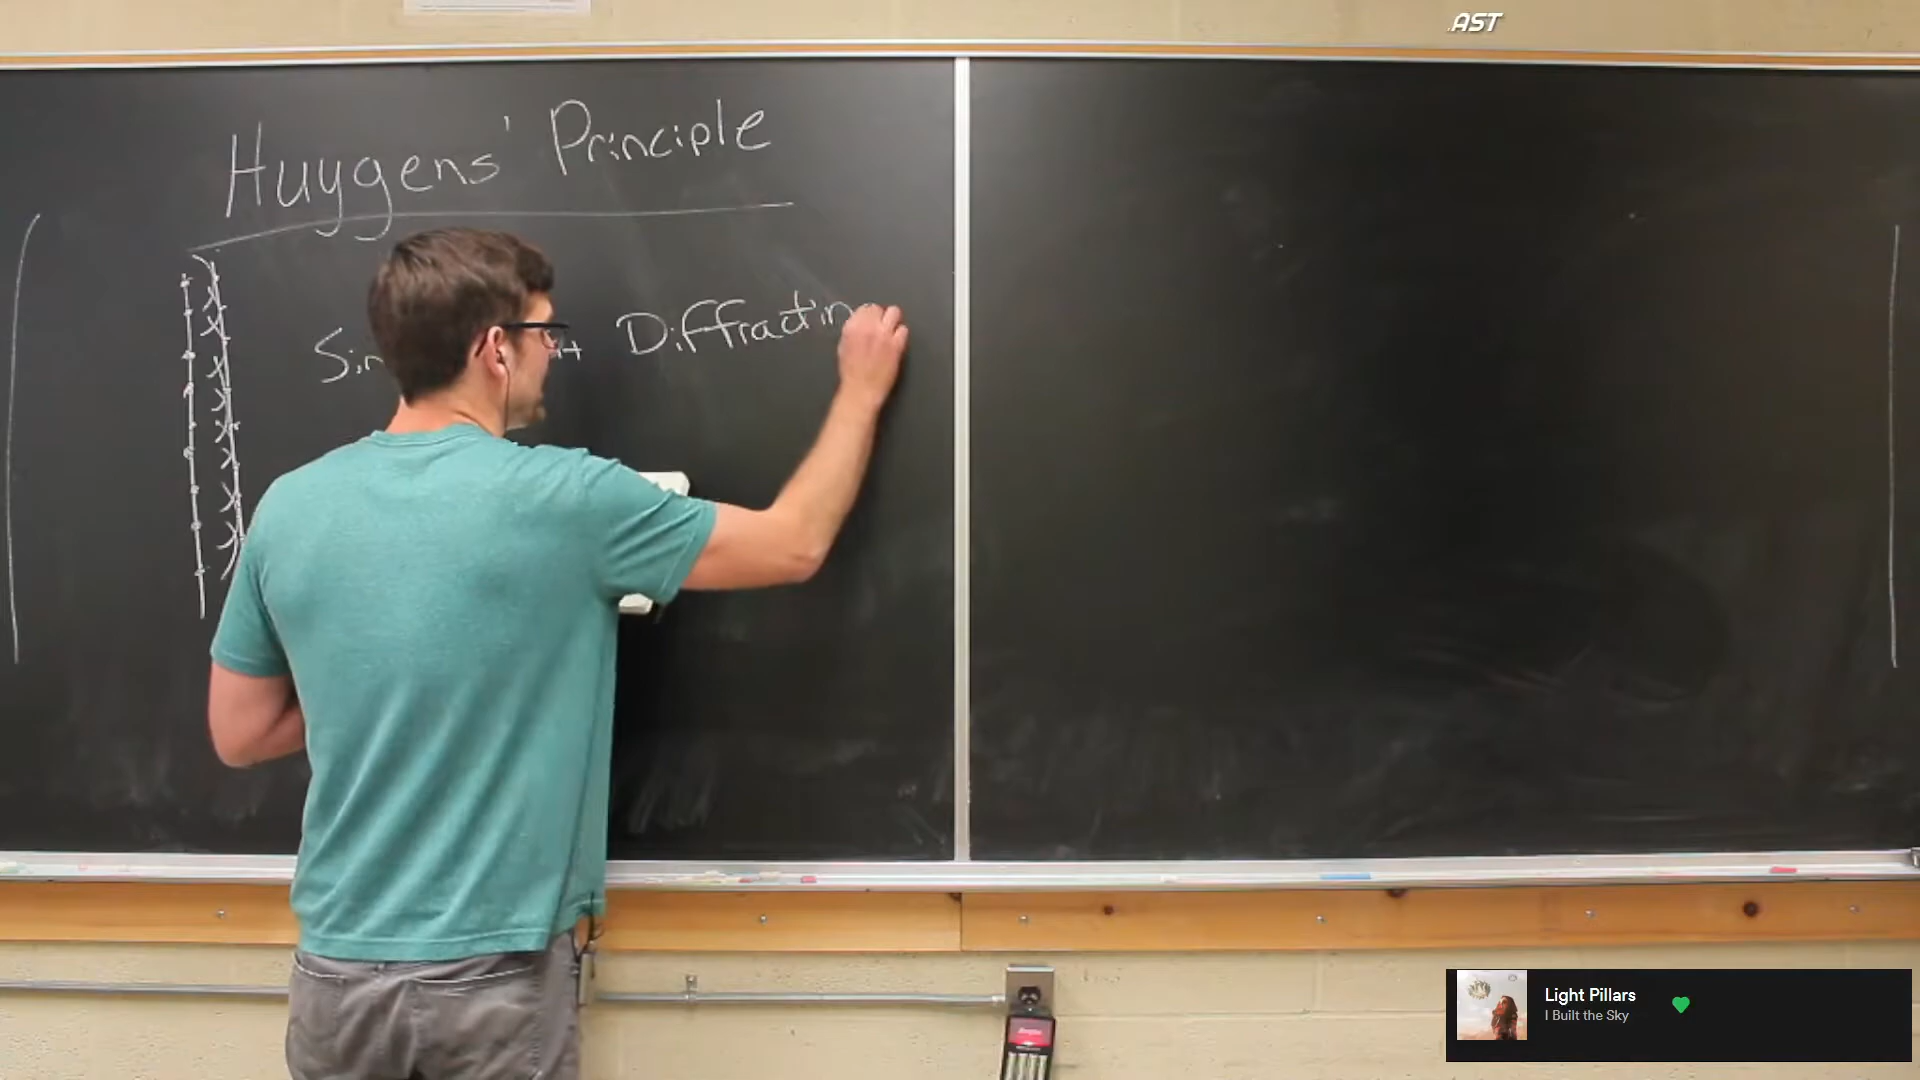 .AST
Huygens' Principle
Diffractin
Light Pillars
I Built the Sky